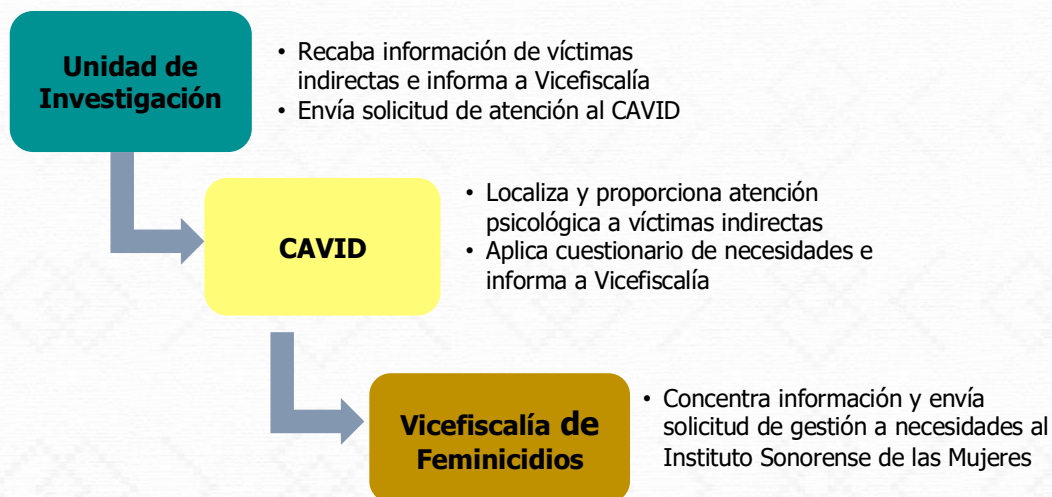 Unidad de
Investigación
• Recaba información de víctimas
indirectas e informa a Vicefiscalía
• Envía solicitud de atención al CAVID
CAVID
• Localiza y proporciona atención
psicológica a víctimas indirectas
• Aplica cuestionario de necesidades e
informa a Vicefiscalía
Vicefiscalía de
Feminicidios
• Concentra información y envía
solicitud de gestión a necesidades al
Instituto Sonorense de las Mujeres